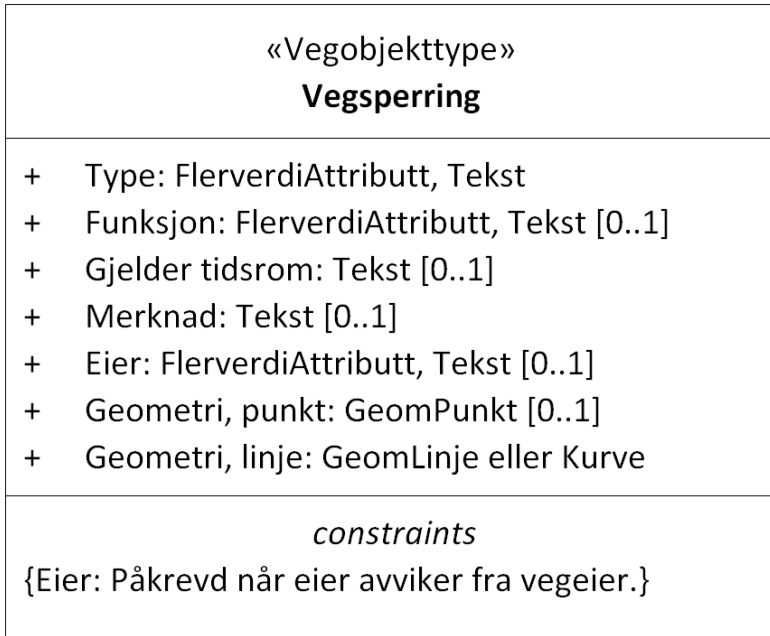 «Vegobjekttype»
Vegsperring
+ Type: FlerverdiAttributt, Tekst
+ Funksjon: FlerverdiAttributt, Tekst [0..1]
+ Gjelder tidsrom: Tekst [0..1]
+ Merknad: Tekst [0..1]
+ Eier: FlerverdiAttributt, Tekst [0..1]
+ Geometri, punkt: GeomPunkt [0..1]
+ Geometri, linje: GeomLinje eller Kurve
constraints
{Eier: Påkrevd når eier avviker fra vegeier.}